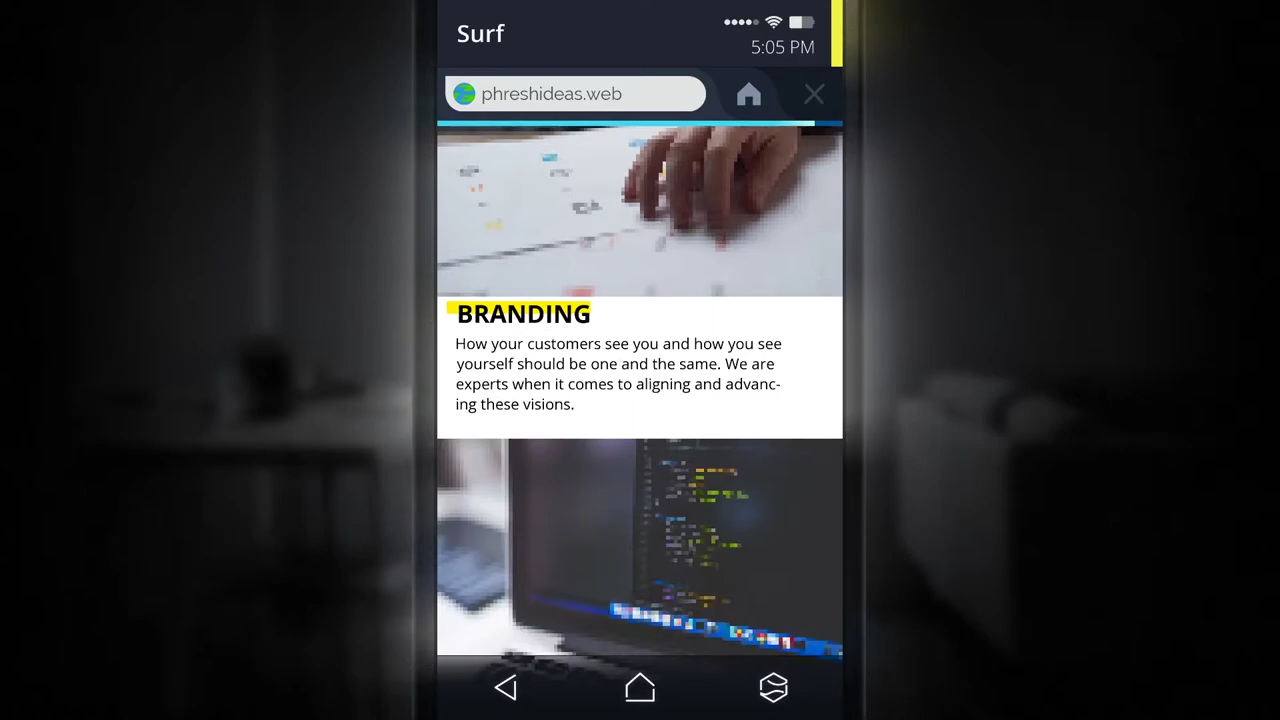 Surf
5:05 PM
phreshideas.web
BRANDING
How your customers see you and how you see
yourself should be one and the same. We are
experts when it comes to aligning and advanc-
ing these visions.